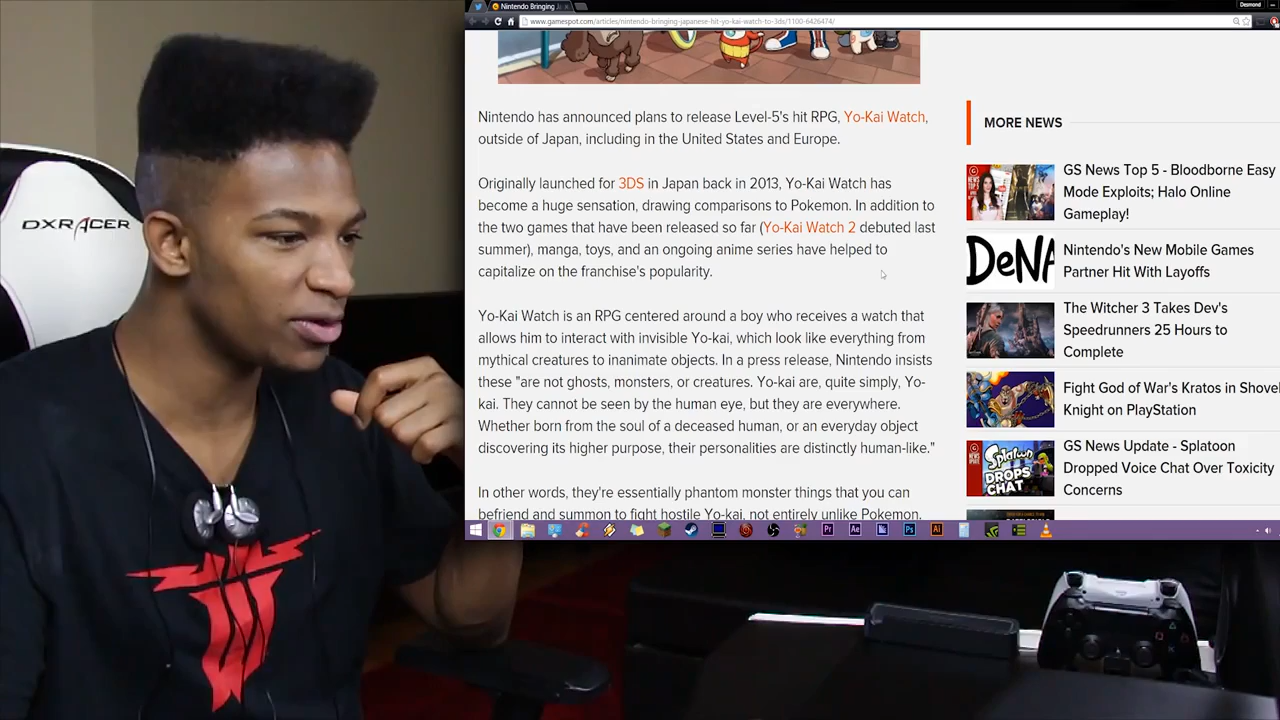 Nintendo Bringing J
Desmond
www.gamespot.com/articles/nintendo-bringing-japanese-hit-yo-kai-watch-to-3ds/1100-6426474/
Nintendo has announced plans to release Level-5's hit RPG, Yo-Kai Watch,
outside of Japan, including in the United States and Europe.
Originally launched for 3DS in Japan back in 2013, Yo-Kai Watch has
become a huge sensation, drawing comparisons to Pokemon. In addition to
the two games that have been released so far (Yo-Kai Watch 2 debuted last
summer), manga, toys, and an ongoing anime series have helped to
capitalize on the franchise's popularity.
Yo-Kai Watch is an RPG centered around a boy who receives a watch that
allows him to interact with invisible Yo-kai, which look like everything from
mythical creatures to inanimate objects. In a press release, Nintendo insists
these "are not ghosts, monsters, or creatures. Yo-kai are, quite simply, Yo-
kai. They cannot be seen by the human eye, but they are everywhere.
Whether born from the soul of a deceased human, or an everyday object
discovering its higher purpose, their personalities are distinctly human-like."
In other words, they're essentially phantom monster things that you can
befriend and summon to fight hostile Yo-kai, not entirely unlike Pokemon.
MORE NEWS
GS News Top 5 - Bloodborne Easy
Mode Exploits; Halo Online
Gameplay!
DeNA
Nintendo's New Mobile Games
Partner Hit With Layoffs
The Witcher 3 Takes Dev's
Speedrunners 25 Hours to
Complete
Fight God of War's Kratos in Shovel
Knight on PlayStation
Splatoon
DROPS
CHAT
GS News Update - Splatoon
Dropped Voice Chat Over Toxicity
Concerns
Pr
Ae
Ps
Ai
DXRACER